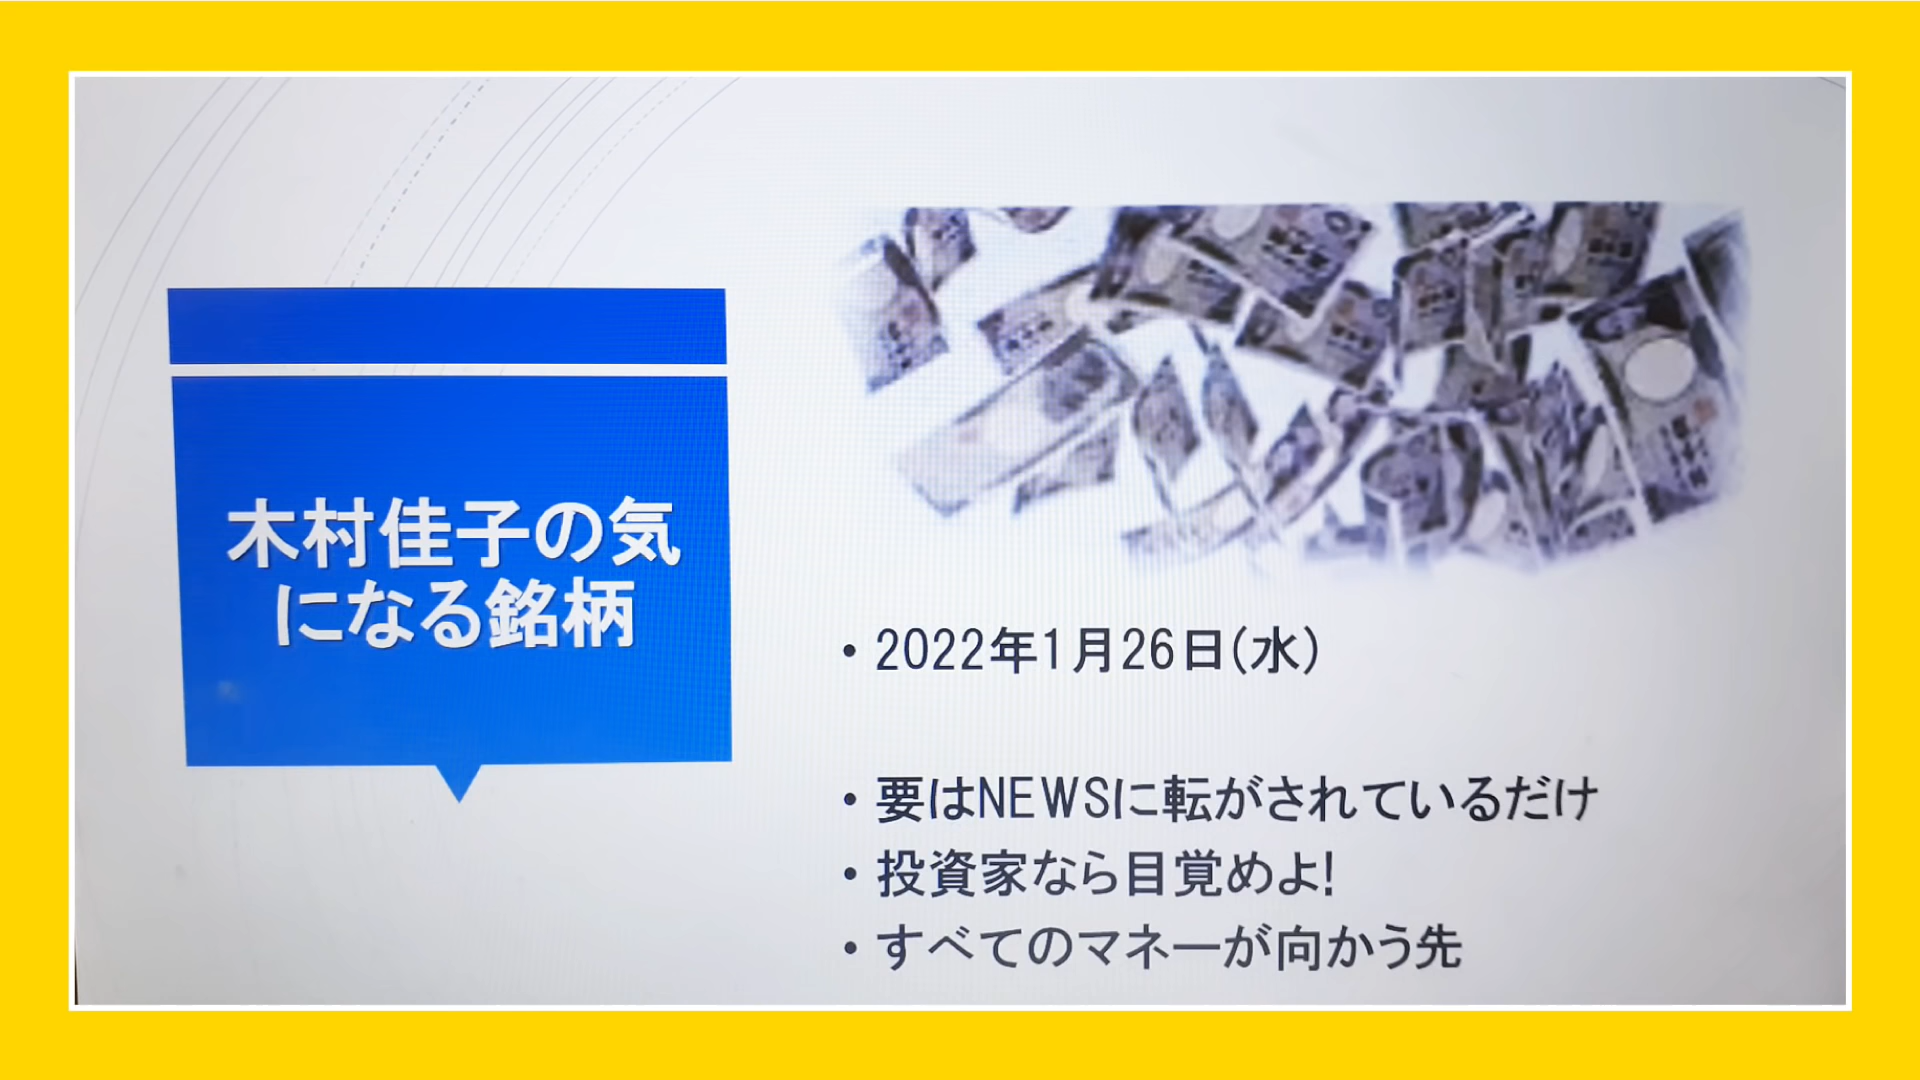 木村佳子の気
になる銘柄
・2022年1月26日(水)
・要はNEWSに転がされているだけ
・投資家なら目覚めよ!
・すべてのマネーが向かう先